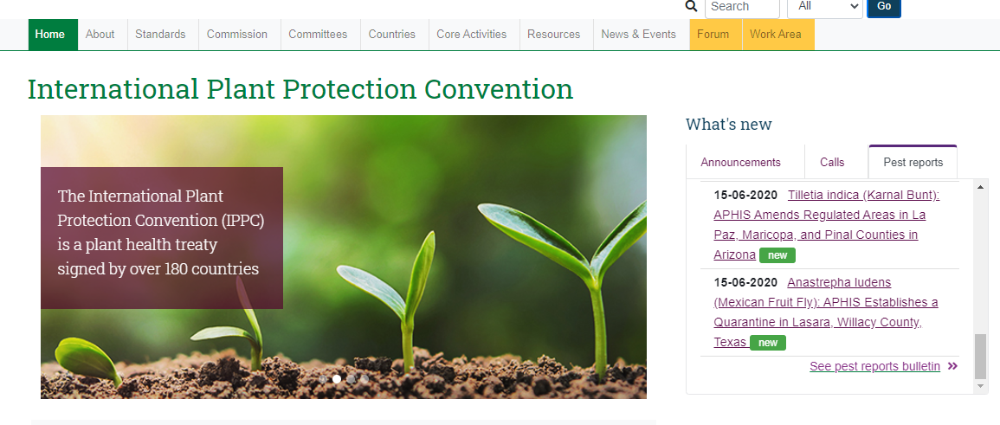 Search All Go
Home About Standards Commission Committees Countries Core Activities Resources News & Events Forum Work Area
International Plant Protection Convention
The International Plant
Protection Convention (IPPC)
is a plant health treaty
signed by over 180 countries
What's new
Announcements Calls Pest reports
15-06-2020 Tilletia indica (Karnal Bunt):
APHIS Amends Regulated Areas in La
Paz, Maricopa, and Pinal Counties in
Arizona new
15-06-2020 Anastrepha ludens
(Mexican Fruit Fly): APHIS Establishes a
Quarantine in Lasara, Willacy County,
Texas new
See pest reports bulletin »